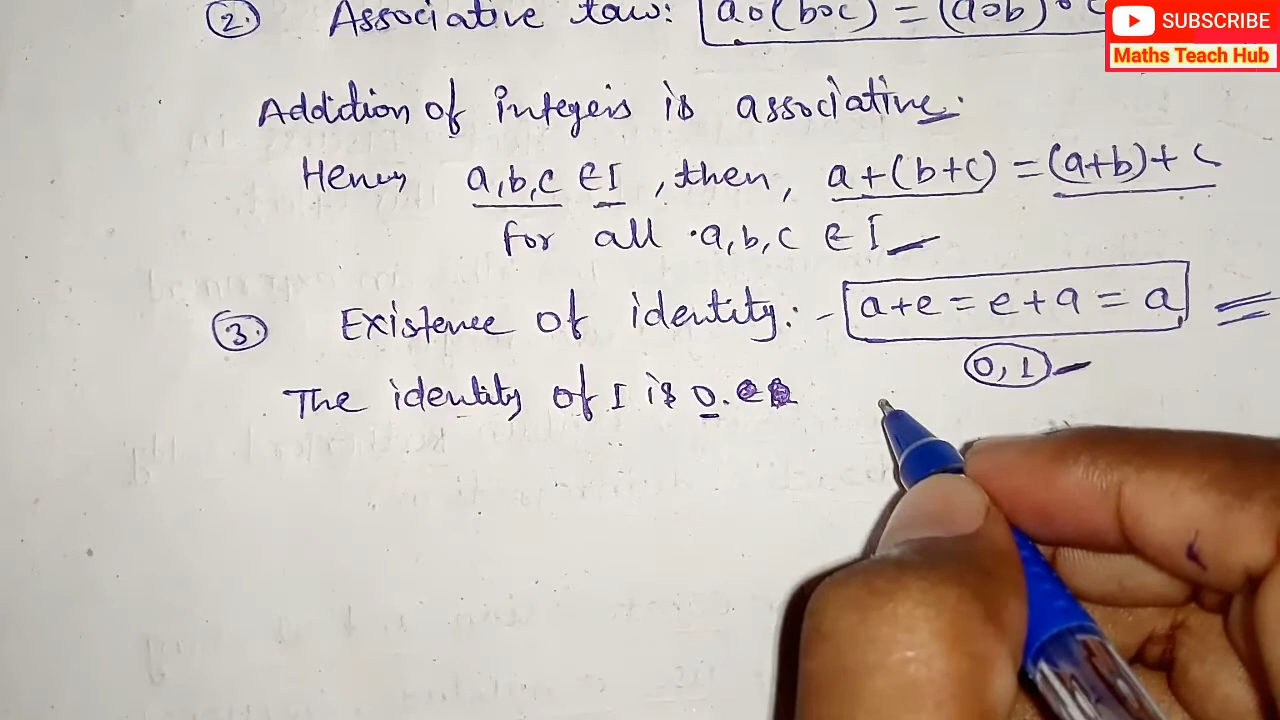 ② Associative law: a∘(b∘c) = (a∘b)∘c
SUBSCRIBE
Maths Teach Hub
Addition of integers is associative.
Hence, a,b,c ∈ I, then, a+(b+c) = (a+b)+c
for all a,b,c ∈ I
③ Existence of identity:- a+e = e+a = a
0, 1
The identity of I is 0.